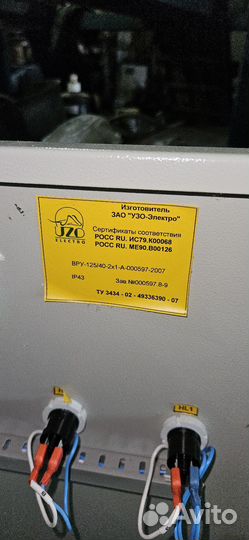 Изготовитель
ЗАО "УЗО-Электро"
UZO
ELECTRO
Сертификаты соответствия
РОСС RU. ИС79.К00068
РОСС RU. МЕ90.В00126
ВРУ-125/40-2х1-А-000597-2007
IP43
Зав.№000597.8-9
ТУ 3434 - 02 - 49336390 - 07
HL1
Avito